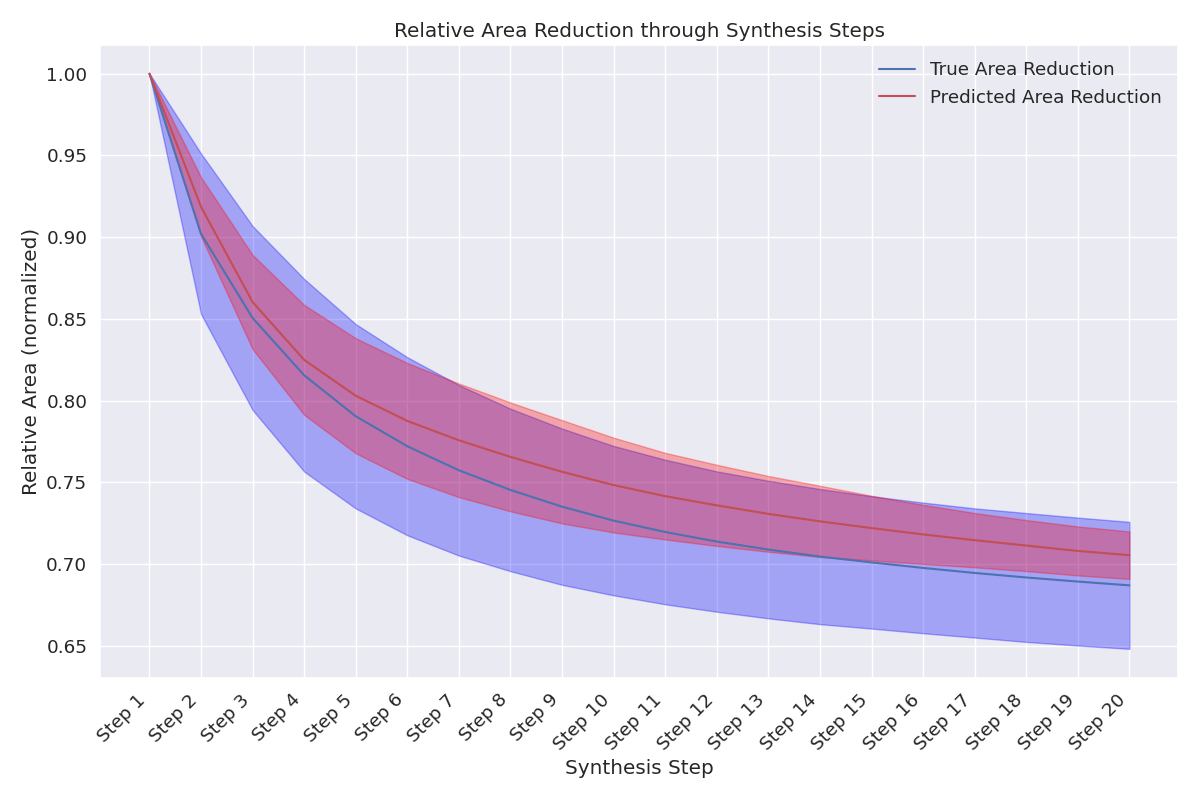 Relative Area Reduction through Synthesis Steps
True Area Reduction
Predicted Area Reduction
Relative Area (normalized)
1.00
0.95
0.90
0.85
0.80
0.75
0.70
0.65
Step 1
Step 2
Step 3
Step 4
Step 5
Step 6
Step 7
Step 8
Step 9
Step 10
Step 11
Step 12
Step 13
Step 14
Step 15
Step 16
Step 17
Step 18
Step 19
Step 20
Synthesis Step